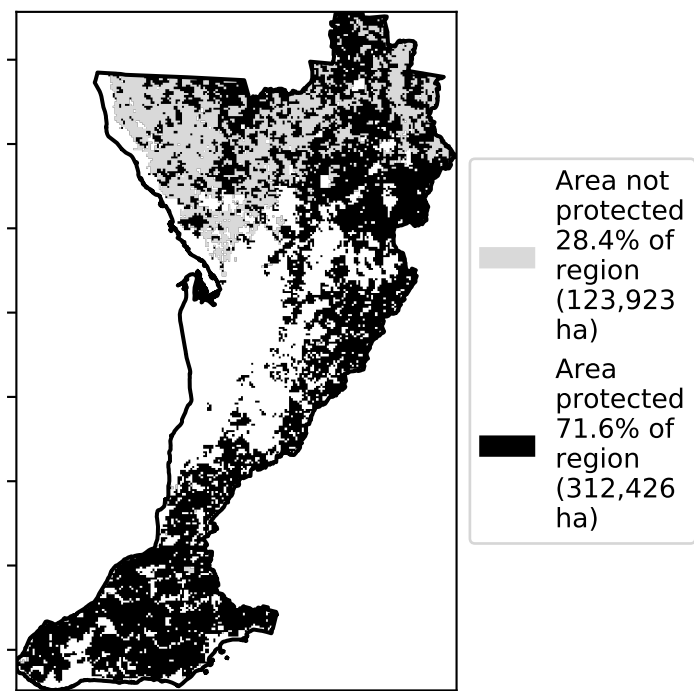 Area not
protected
28.4% of
region
(123,923
ha)
Area
protected
71.6% of
region
(312,426
ha)